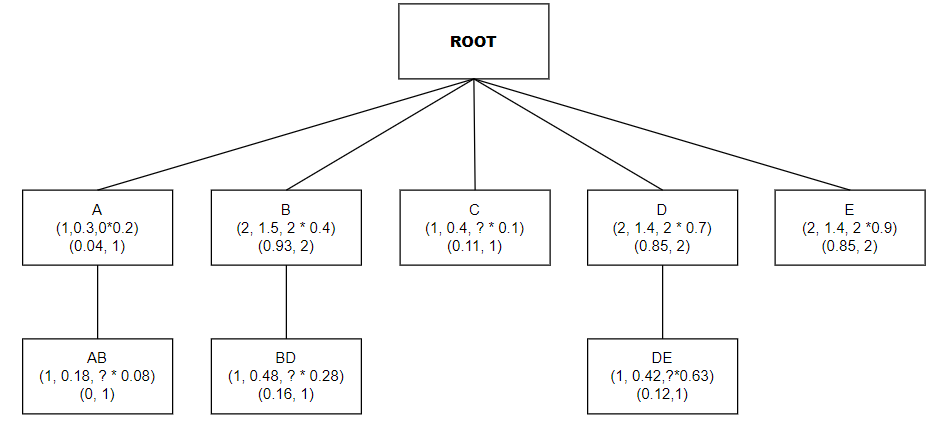 ROOT
A
(1,0.3,0*0.2)
(0.04, 1)
B
(2, 1.5, 2 * 0.4)
(0.93, 2)
C
(1, 0.4, ? * 0.1)
(0.11, 1)
D
(2, 1.4, 2 * 0.7)
(0.85, 2)
E
(2, 1.4, 2 *0.9)
(0.85, 2)
AB
(1, 0.18, ? * 0.08)
(0, 1)
BD
(1, 0.48, ? * 0.28)
(0.16, 1)
DE
(1, 0.42,?*0.63)
(0.12,1)